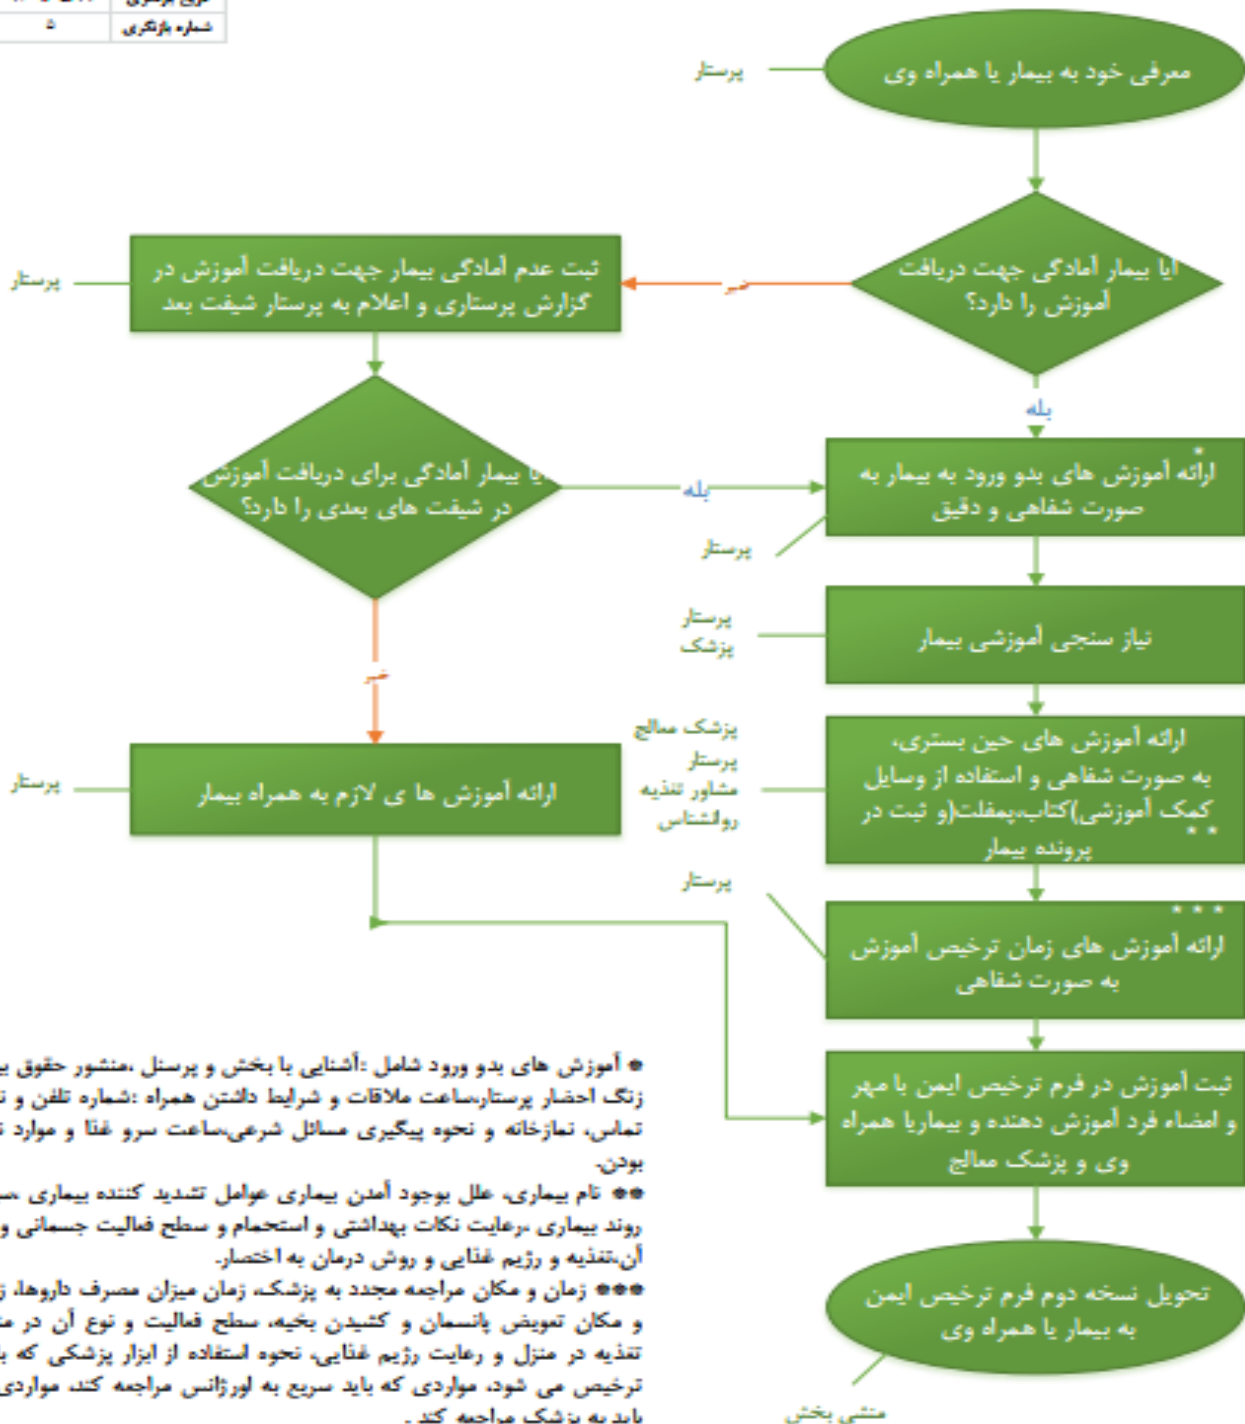 شماره بازنگری ۵
معرفی خود به بیمار یا همراه وی
پرستار
آیا بیمار آمادگی جهت دریافت
آموزش را دارد؟
خیر
ثبت عدم آمادگی بیمار جهت دریافت آموزش در
گزارش پرستاری و اعلام به پرستار شیفت بعد
پرستار
بله
آیا بیمار آمادگی برای دریافت آموزش
در شیفت های بعدی را دارد؟
بله
*
ارائه آموزش های بدو ورود به بیمار به
صورت شفاهی و دقیق
پرستار
نیاز سنجی آموزشی بیمار
پرستار
پزشک
خیر
ارائه آموزش ها ی لازم به همراه بیمار
پرستار
ارائه آموزش های حین بستری،
به صورت شفاهی و استفاده از وسایل
کمک آموزشی)کتاب،پمفلت(و ثبت در
* *
پرونده بیمار
پزشک معالج
پرستار
مشاور تغذیه
روانشناس
* * *
ارائه آموزش های زمان ترخیص آموزش
به صورت شفاهی
پرستار
ثبت آموزش در فرم ترخیص ایمن با مهر
و امضاء فرد آموزش دهنده و بیماریا همراه
وی و پزشک معالج
تحویل نسخه دوم فرم ترخیص ایمن
به بیمار یا همراه وی
منشی بخش
* آموزش های بدو ورود شامل :آشنایی با بخش و پرسنل ،منشور حقوق
زنگ احضار پرستار،ساعت ملاقات و شرایط داشتن همراه :شماره تلفن و
تماس، نمازخانه و نحوه پیگیری مسائل شرعی،ساعت سرو غذا و موارد
بودن.
** نام بیماری، علل بوجود آمدن بیماری عوامل تشدید کننده بیماری
روند بیماری ،رعایت نکات بهداشتی و استحمام و سطح فعالیت جسمانی و
آن،تغذیه و رژیم غذایی و روش درمان به اختصار.
*** زمان و مکان مراجعه مجدد به پزشک، زمان میزان مصرف داروها،
و مکان تعویض پانسمان و کشیدن بخیه، سطح فعالیت و نوع آن در
تغذیه در منزل و رعایت رژیم غذایی، نحوه استفاده از ابزار پزشکی که
ترخیص می شود، مواردی که باید سریع به اورژانس مراجعه کند، مواردی
باید به پزشک مراجعه کند .